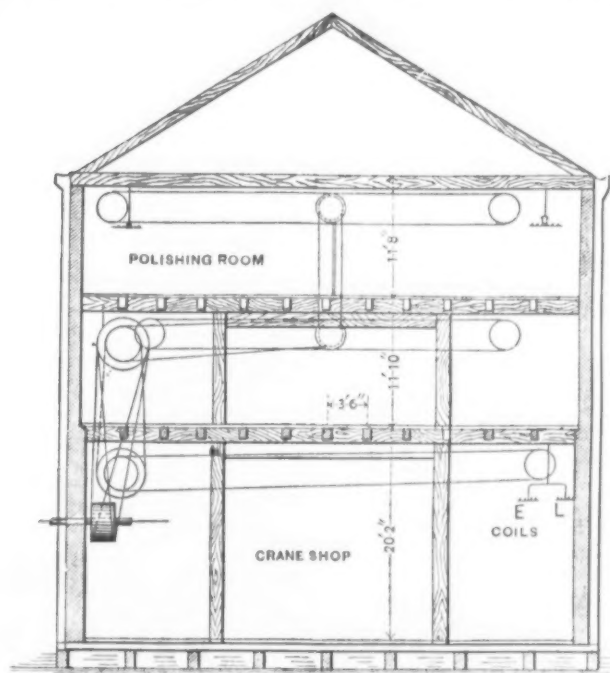 POLISHING ROOM
11'8"
11'10"
3'6"
E L
COILS
CRANE SHOP
20'2"